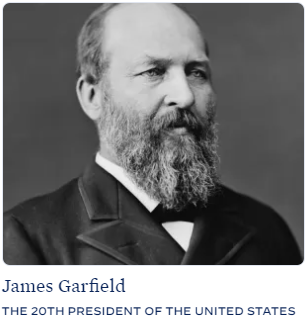 James Garfield
THE 20TH PRESIDENT OF THE UNITED STATES